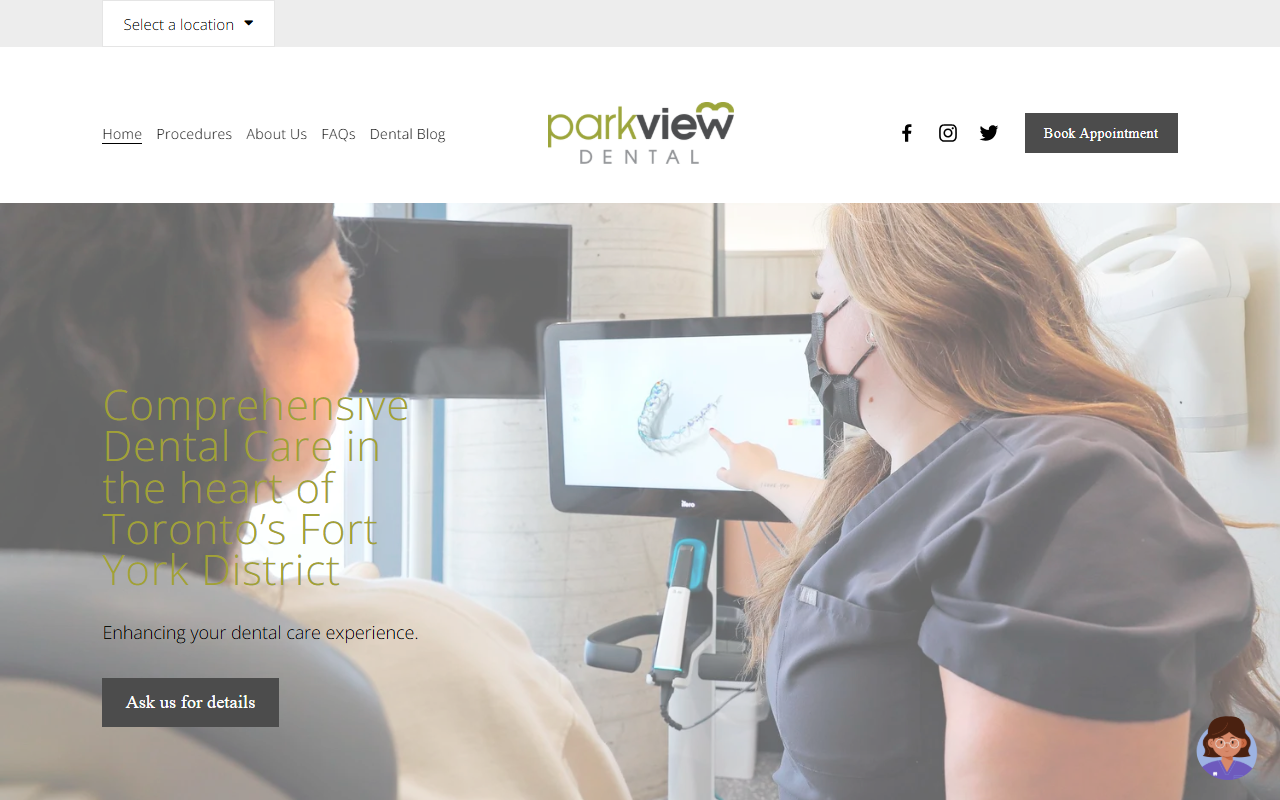 Select a location
Home Procedures About Us FAQs Dental Blog
parkview
DENTAL
Book Appointment
Comprehensive
Dental Care in
the heart of
Toronto's Fort
York District
Enhancing your dental care experience.
Ask us for details
iTero